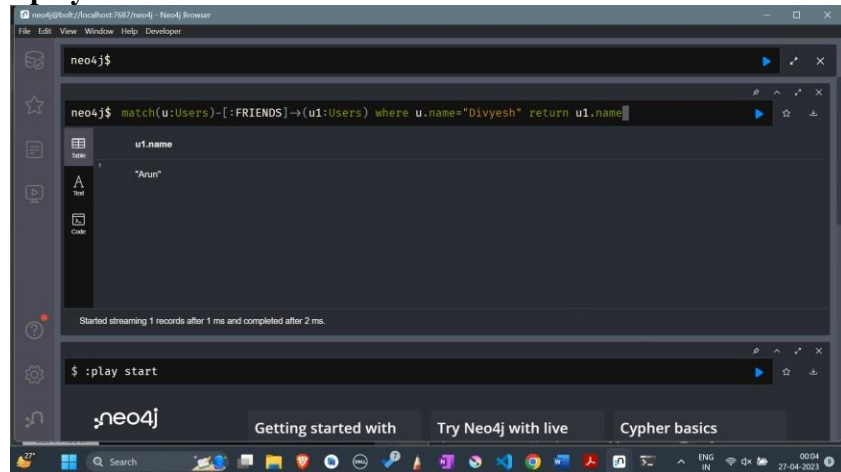 neo4j@bolt://localhost:7687/neo4j - Neo4j Browser
File Edit View Window Help Developer
neo4j$
neo4j$ match(u:Users)-[:FRIENDS]→(u1:Users) where u.name="Divyesh" return u1.name
Table
u1.name
"Arun"
A
Text
Code
Started streaming 1 records after 1 ms and completed after 2 ms.
$ :play start
neo4j
Getting started with
Try Neo4j with live
Cypher basics
27°
Search
ENG
IN
00:04
27-04-2023